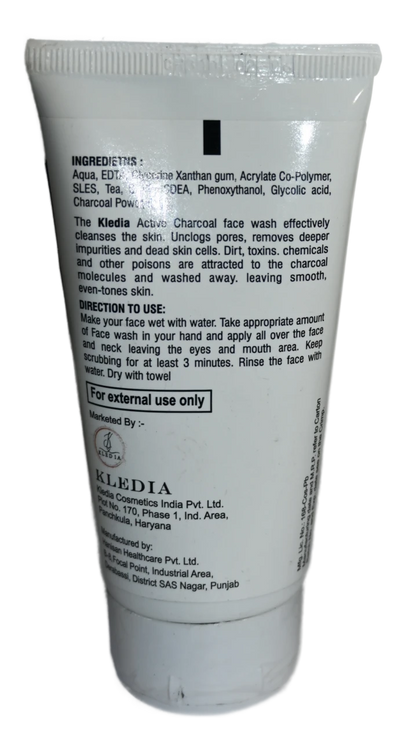 INGREDIETNS :
Aqua, EDTA, Glycerine Xanthan gum, Acrylate Co-Polymer,
SLES, Tea, CDEA, Phenoxythanol, Glycolic acid,
Charcoal Powder
The Kledia Active Charcoal face wash effectively
cleanses the skin. Unclogs pores, removes deeper
impurities and dead skin cells. Dirt, toxins. chemicals
and other poisons are attracted to the charcoal
molecules and washed away. leaving smooth,
even-tones skin.
DIRECTION TO USE:
Make your face wet with water. Take appropriate amount
of Face wash in your hand and apply all over the face
and neck leaving the eyes and mouth area. Keep
scrubbing for at least 3 minutes. Rinse the face with
water. Dry with towel
For external use only
Marketed By :-
KLEDIA
KLEDIA
Kledia Cosmetics India Pvt. Ltd.
Plot No. 170, Phase 1, Ind. Area,
Panchkula, Haryana
Manufactured by:
Healthcare Pvt. Ltd.
Focal Point, Industrial Area,
District SAS Nagar, Punjab
Mfg. Lic. No.:
and M.R.P. refer to Carton